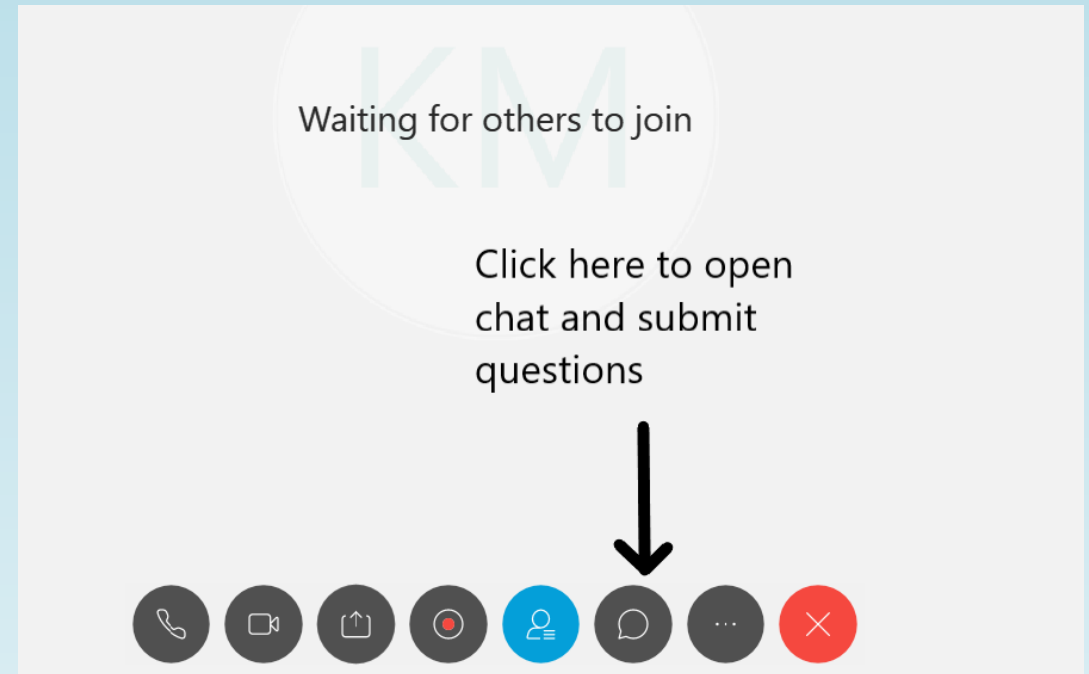 KM
Waiting for others to join
Click here to open
chat and submit
questions